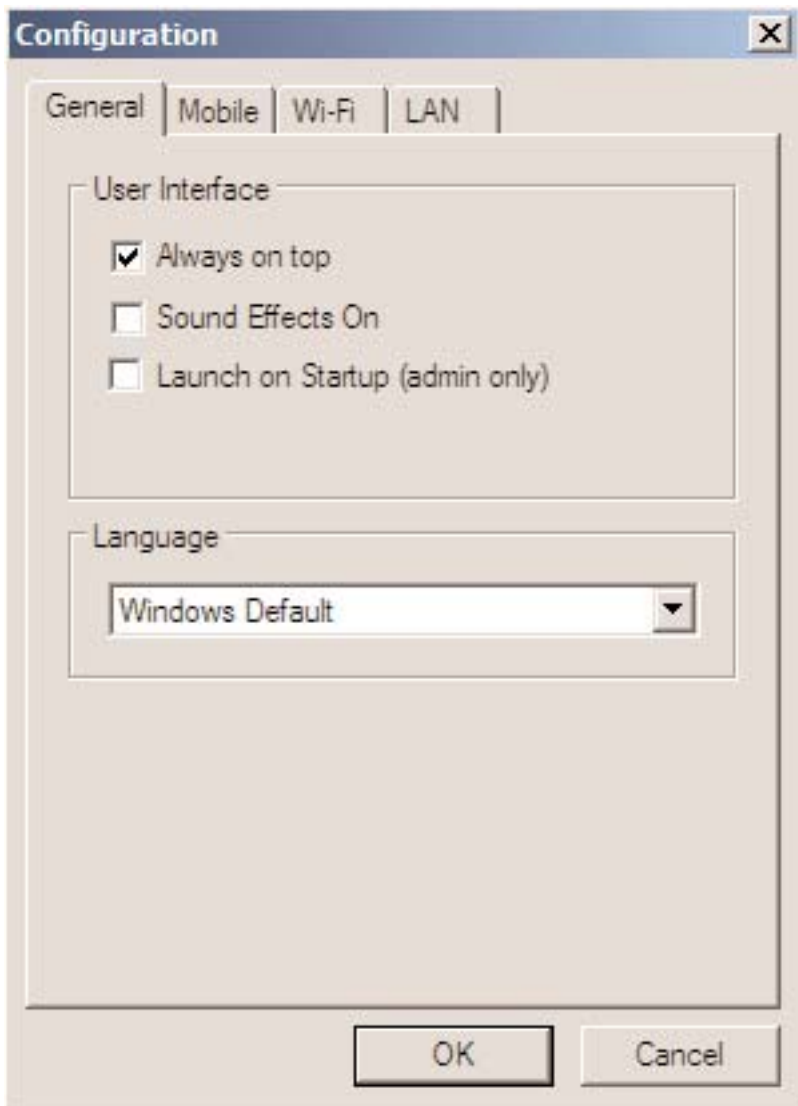 Configuration
General Mobile Wi-Fi LAN
User Interface
Always on top
Sound Effects On
Launch on Startup (admin only)
Language
Windows Default
OK Cancel